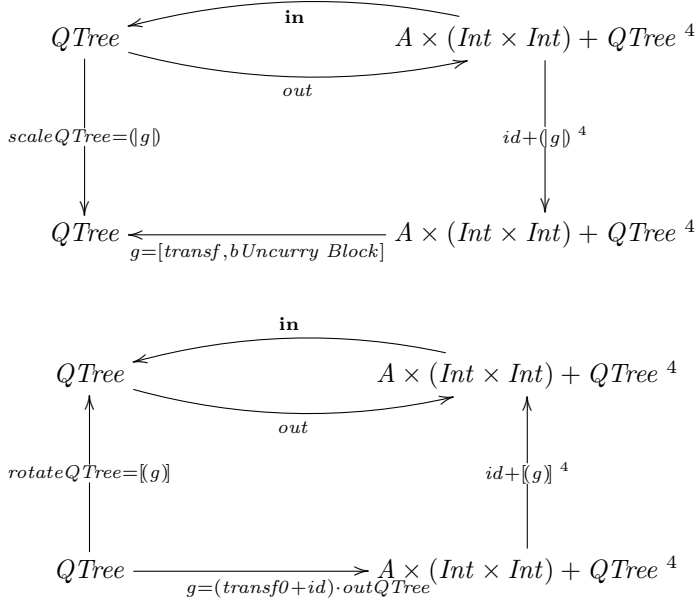 in
QTree A × (Int × Int) + QTree 4
out
scaleQTree=(|g|) id+(|g|) 4
QTree A × (Int × Int) + QTree 4
g=[transf,bUncurry Block]
in
QTree A × (Int × Int) + QTree 4
out
rotateQTree=[(g)] id+[(g)] 4
QTree A × (Int × Int) + QTree 4
g=(transf0+id)·outQTree